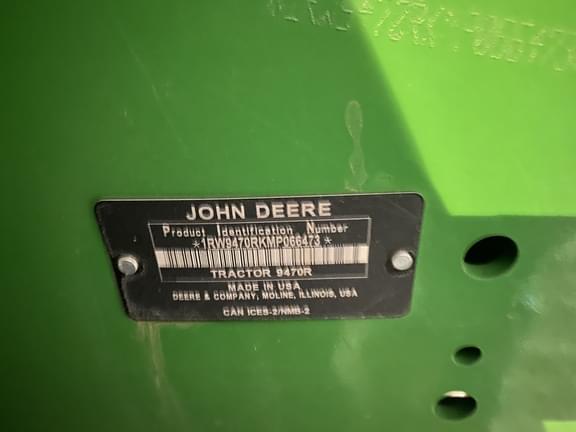 JOHN DEERE
Product Identification Number
*1RW9470RKMP066473*
TRACTOR 9470R
MADE IN USA
DEERE & COMPANY, MOLINE, ILLINOIS, USA
CAN ICES-2/NMB-2